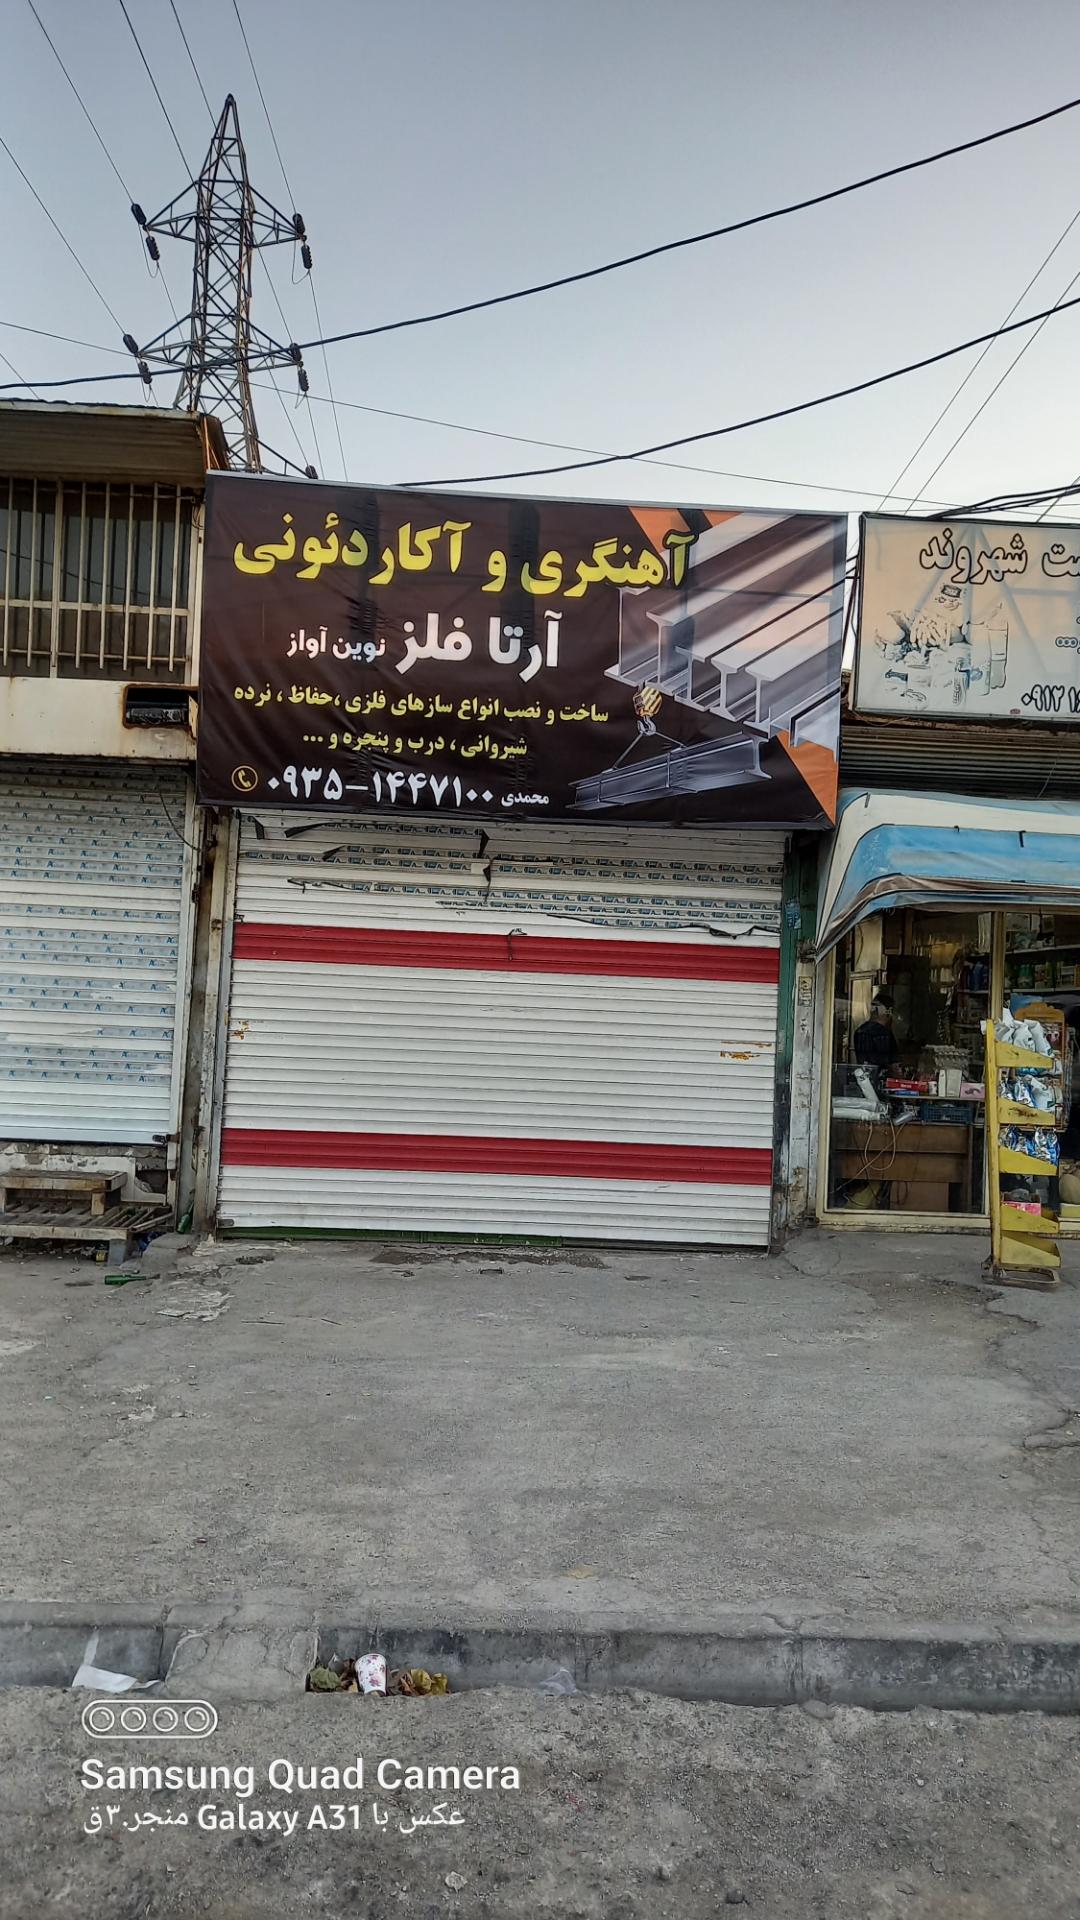 آهنگری و آکاردئونی
آرتا فلز نوین آواز
ساخت و نصب انواع سازهای فلزی ،حفاظ ، نرده
شیروانی ، درب و پنجره و ...
محمدی ۰۹۳۵-۱۴۴۷۱۰۰
شهروند
Samsung Quad Camera
عکس با Galaxy A31 منجر.۳ق